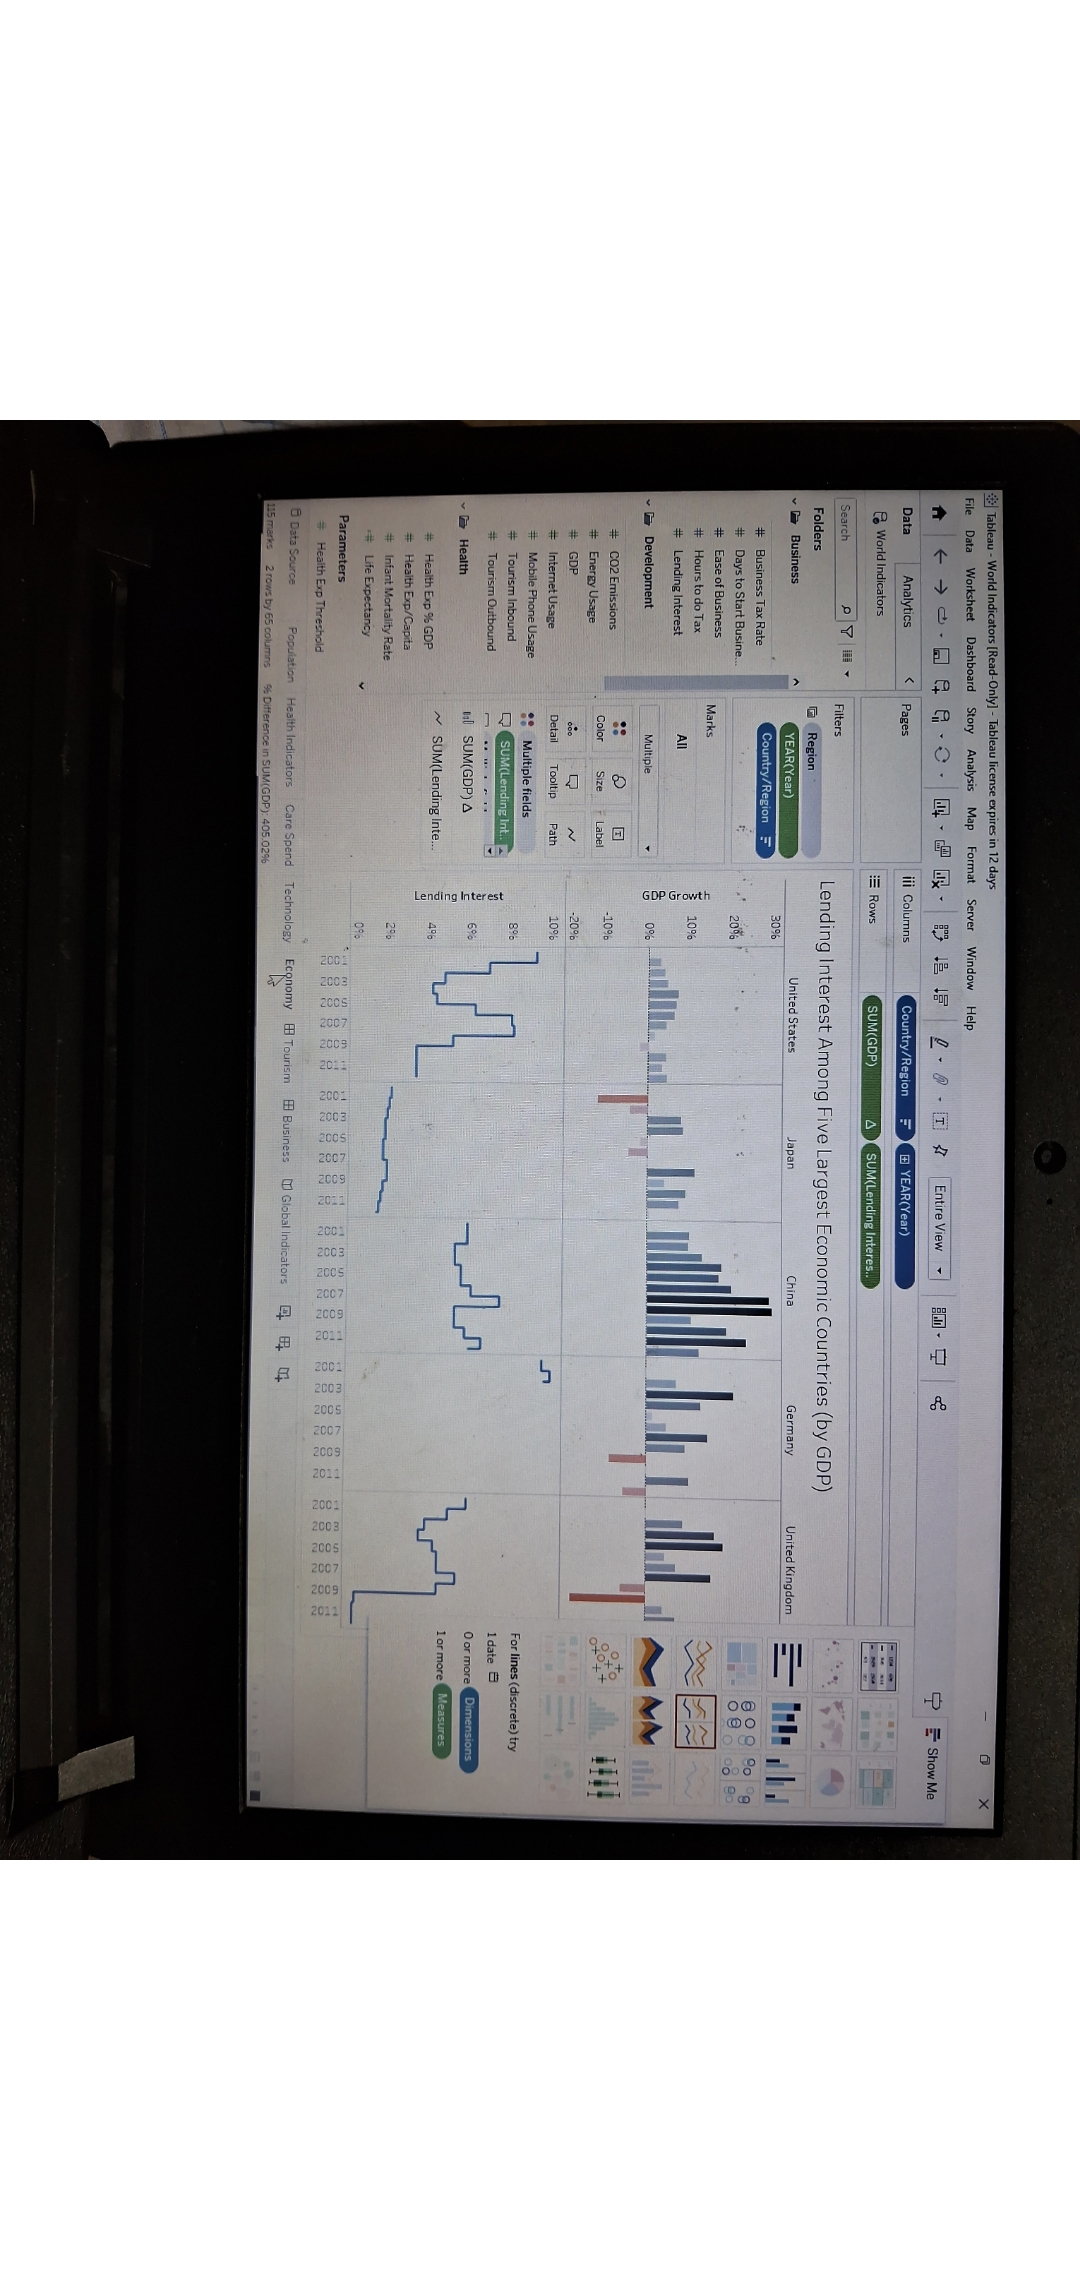 Tableau - World Indicators [Read-Only] - Tableau license expires in 12 days
File Data Worksheet Dashboard Story Analysis Map Format Server Window Help
Entire View
Show Me
Data Analytics
World Indicators
Search
Folders
Business
Business Tax Rate
Days to Start Busine...
Ease of Business
Hours to do Tax
Lending Interest
Development
CO2 Emissions
Energy Usage
GDP
Internet Usage
Mobile Phone Usage
Tourism Inbound
Tourism Outbound
Health
Health Exp % GDP
Health Exp/Capita
Infant Mortality Rate
Life Expectancy
Parameters
Health Exp Threshold
Pages
Filters
Region
YEAR(Year)
Country/Region
Marks
All
Multiple
Color Size Label
Detail Tooltip Path
Multiple fields
SUM(Lending Int..
SUM(GDP) Δ
SUM(Lending Inte...
Columns Country/Region YEAR(Year)
Rows SUM(GDP) Δ SUM(Lending Interes..
Lending Interest Among Five Largest Economic Countries (by GDP)
United States Japan China Germany United Kingdom
GDP Growth
30%
20%
10%
0%
-10%
-20%
Lending Interest
10%
8%
6%
4%
2%
0%
2001 2003 2005 2007 2009 2011 2001 2003 2005 2007 2009 2011 2001 2003 2005 2007 2009 2011 2001 2003 2005 2007 2009 2011 2001 2003 2005 2007 2009 2011
For lines (discrete) try
1 date
0 or more Dimensions
1 or more Measures
Data Source Population Health Indicators Care Spend Technology Economy Tourism Business Global Indicators
115 marks 2 rows by 65 columns % Difference in SUM(GDP): 405.02%